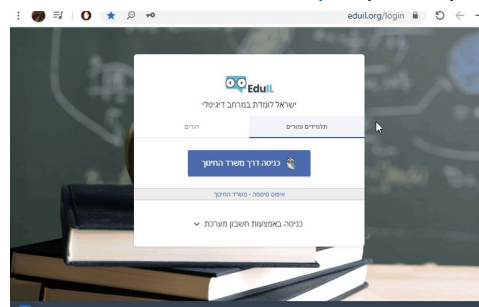 eduil.org/login
EduIL
ישראל לומדת במרחב דיגיטלי
תלמידים ומורים
הורים
כניסה דרך משרד החינוך
איפוס סיסמה - משרד החינוך
כניסה באמצעות חשבון מערכת